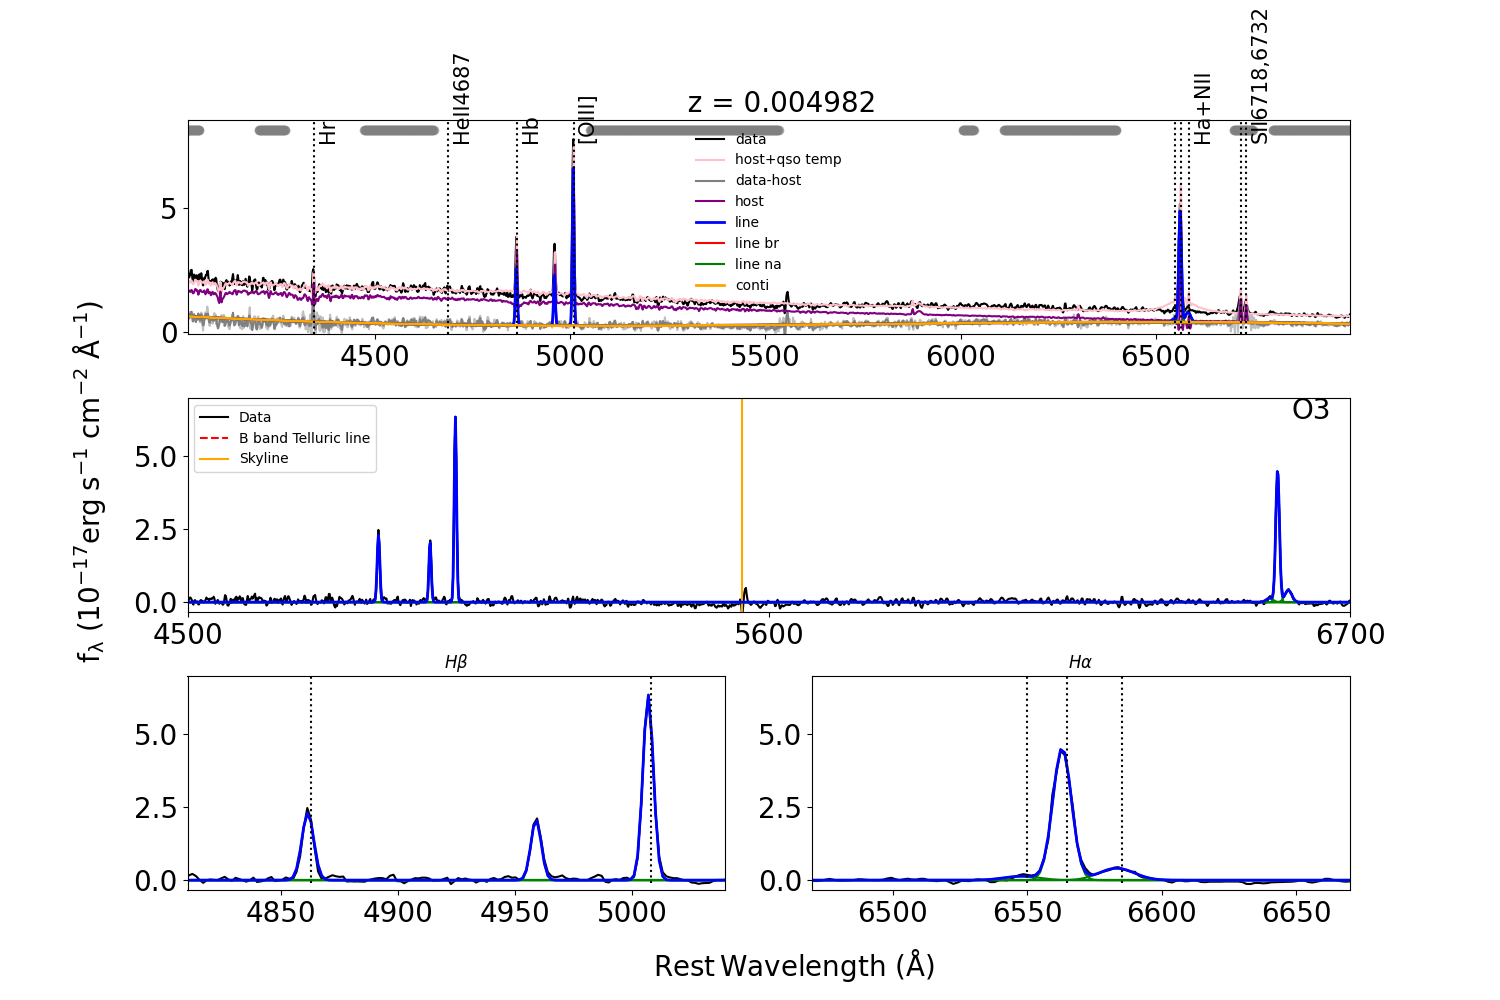 z = 0.004982
Hr
HeII4687
Hb
[OIII]
Ha+NII
SII6718,6732
data
host+qso temp
data-host
host
line
line br
line na
conti
5
0
4500 5000 5500 6000 6500
f_λ (10^−17 erg s^−1 cm^−2 Å^−1)
Data
B band Telluric line
Skyline
O3
5.0
2.5
0.0
4500 5600 6700
Hβ
5.0
2.5
0.0
4850 4900 4950 5000
Hα
5.0
2.5
0.0
6500 6550 6600 6650
Rest Wavelength (Å)